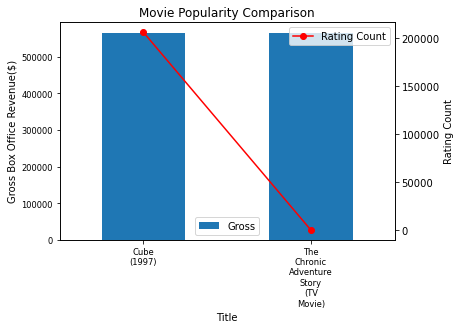 Movie Popularity Comparison
Gross Box Office Revenue($)
500000
400000
300000
200000
100000
0
Rating Count
Gross
200000
150000
100000
50000
0
Rating Count
Cube
(1997)
The
Chronic
Adventure
Story
(TV
Movie)
Title